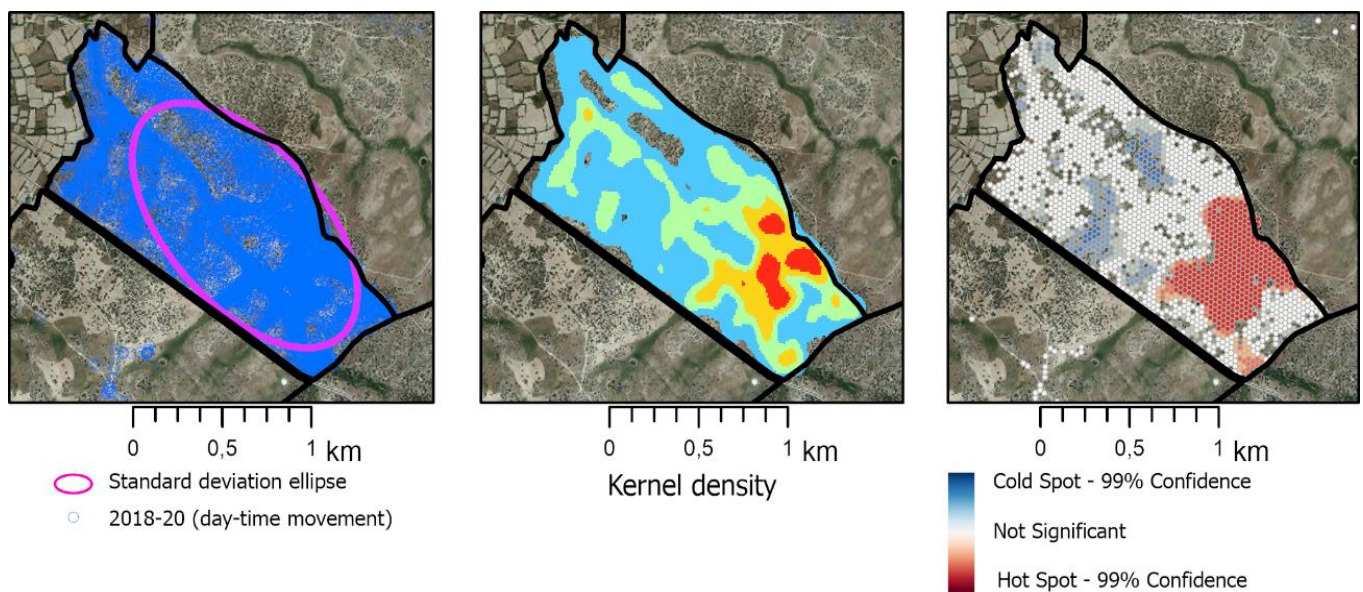 0 0,5 1 km
Standard deviation ellipse
2018-20 (day-time movement)
0 0,5 1 km
Kernel density
0 0,5 1 km
Cold Spot - 99% Confidence
Not Significant
Hot Spot - 99% Confidence